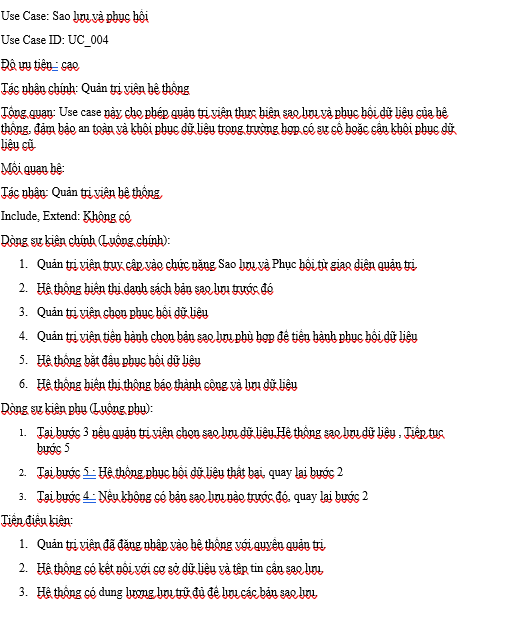 Use Case: Sao lưu và phục hồi
Use Case ID: UC_004
Độ ưu tiên : cao
Tác nhân chính: Quản trị viên hệ thống
Tổng quan: Use case này cho phép quản trị viên thực hiện sao lưu và phục hồi dữ liệu của hệ
thống, đảm bảo an toàn và khôi phục dữ liệu trong trường hợp có sự cố hoặc cần khôi phục dữ
liệu cũ.
Mối quan hệ:
Tác nhân: Quản trị viên hệ thống.
Include, Extend: Không có
Dòng sự kiện chính (Luồng chính):
1. Quản trị viên truy cập vào chức năng Sao lưu và Phục hồi từ giao diện quản trị.
2. Hệ thống hiển thị danh sách bản sao lưu trước đó
3. Quản trị viên chọn phục hồi dữ liệu
4. Quản trị viên tiến hành chọn bản sao lưu phù hợp để tiến hành phục hồi dữ liệu
5. Hệ thống bắt đầu phục hồi dữ liệu
6. Hệ thống hiển thị thông báo thành công và lưu dữ liệu
Dòng sự kiện phụ (Luồng phụ):
1. Tại bước 3 nếu quản trị viên chọn sao lưu dữ liệu,Hệ thống sao lưu dữ liệu , Tiếp tục
bước 5
2. Tại bước 5 : Hệ thống phục hồi dữ liệu thất bại, quay lại bước 2
3. Tại bước 4 : Nếu không có bản sao lưu nào trước đó, quay lại bước 2
Tiền điều kiện:
1. Quản trị viên đã đăng nhập vào hệ thống với quyền quản trị.
2. Hệ thống có kết nối với cơ sở dữ liệu và tệp tin cần sao lưu.
3. Hệ thống có dung lượng lưu trữ đủ để lưu các bản sao lưu.